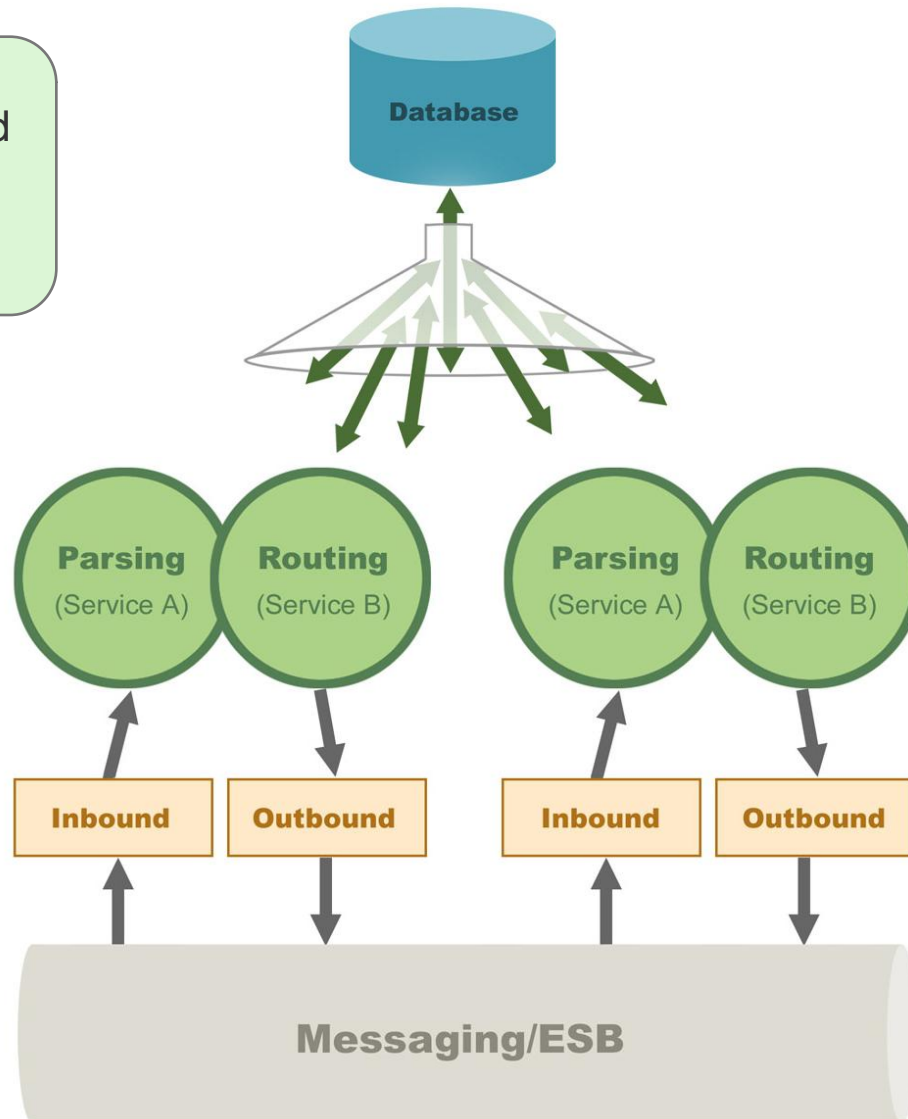 d
Database
Parsing
(Service A)
Routing
(Service B)
Parsing
(Service A)
Routing
(Service B)
Inbound
Outbound
Inbound
Outbound
Messaging/ESB